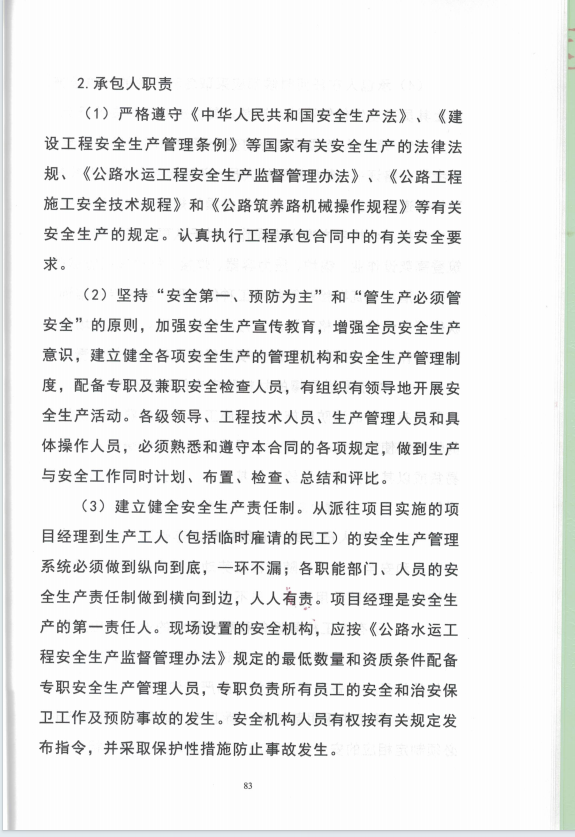 2.承包人职责
（1）严格遵守《中华人民共和国安全生产法》、《建
设工程安全生产管理条例》等国家有关安全生产的法律法
规、《公路水运工程安全生产监督管理办法》、《公路工程
施工安全技术规程》和《公路筑养路机械操作规程》等有关
安全生产的规定。认真执行工程承包合同中的有关安全要
求。
（2）坚持“安全第一、预防为主”和“管生产必须管
安全”的原则，加强安全生产宣传教育，增强全员安全生产
意识，建立健全各项安全生产的管理机构和安全生产管理制
度，配备专职及兼职安全检查人员，有组织有领导地开展安
全生产活动。各级领导、工程技术人员、生产管理人员和具
体操作人员，必须熟悉和遵守本合同的各项规定，做到生产
与安全工作同时计划、布置、检查、总结和评比。
（3）建立健全安全生产责任制。从派往项目实施的项
目经理到生产工人（包括临时雇请的民工）的安全生产管理
系统必须做到纵向到底，一环不漏；各职能部门、人员的安
全生产责任制做到横向到边，人人有责。项目经理是安全生
产的第一责任人。现场设置的安全机构，应按《公路水运工
程安全生产监督管理办法》规定的最低数量和资质条件配备
专职安全生产管理人员，专职负责所有员工的安全和治安保
卫工作及预防事故的发生。安全机构人员有权按有关规定发
布指令，并采取保护性措施防止事故发生。
83